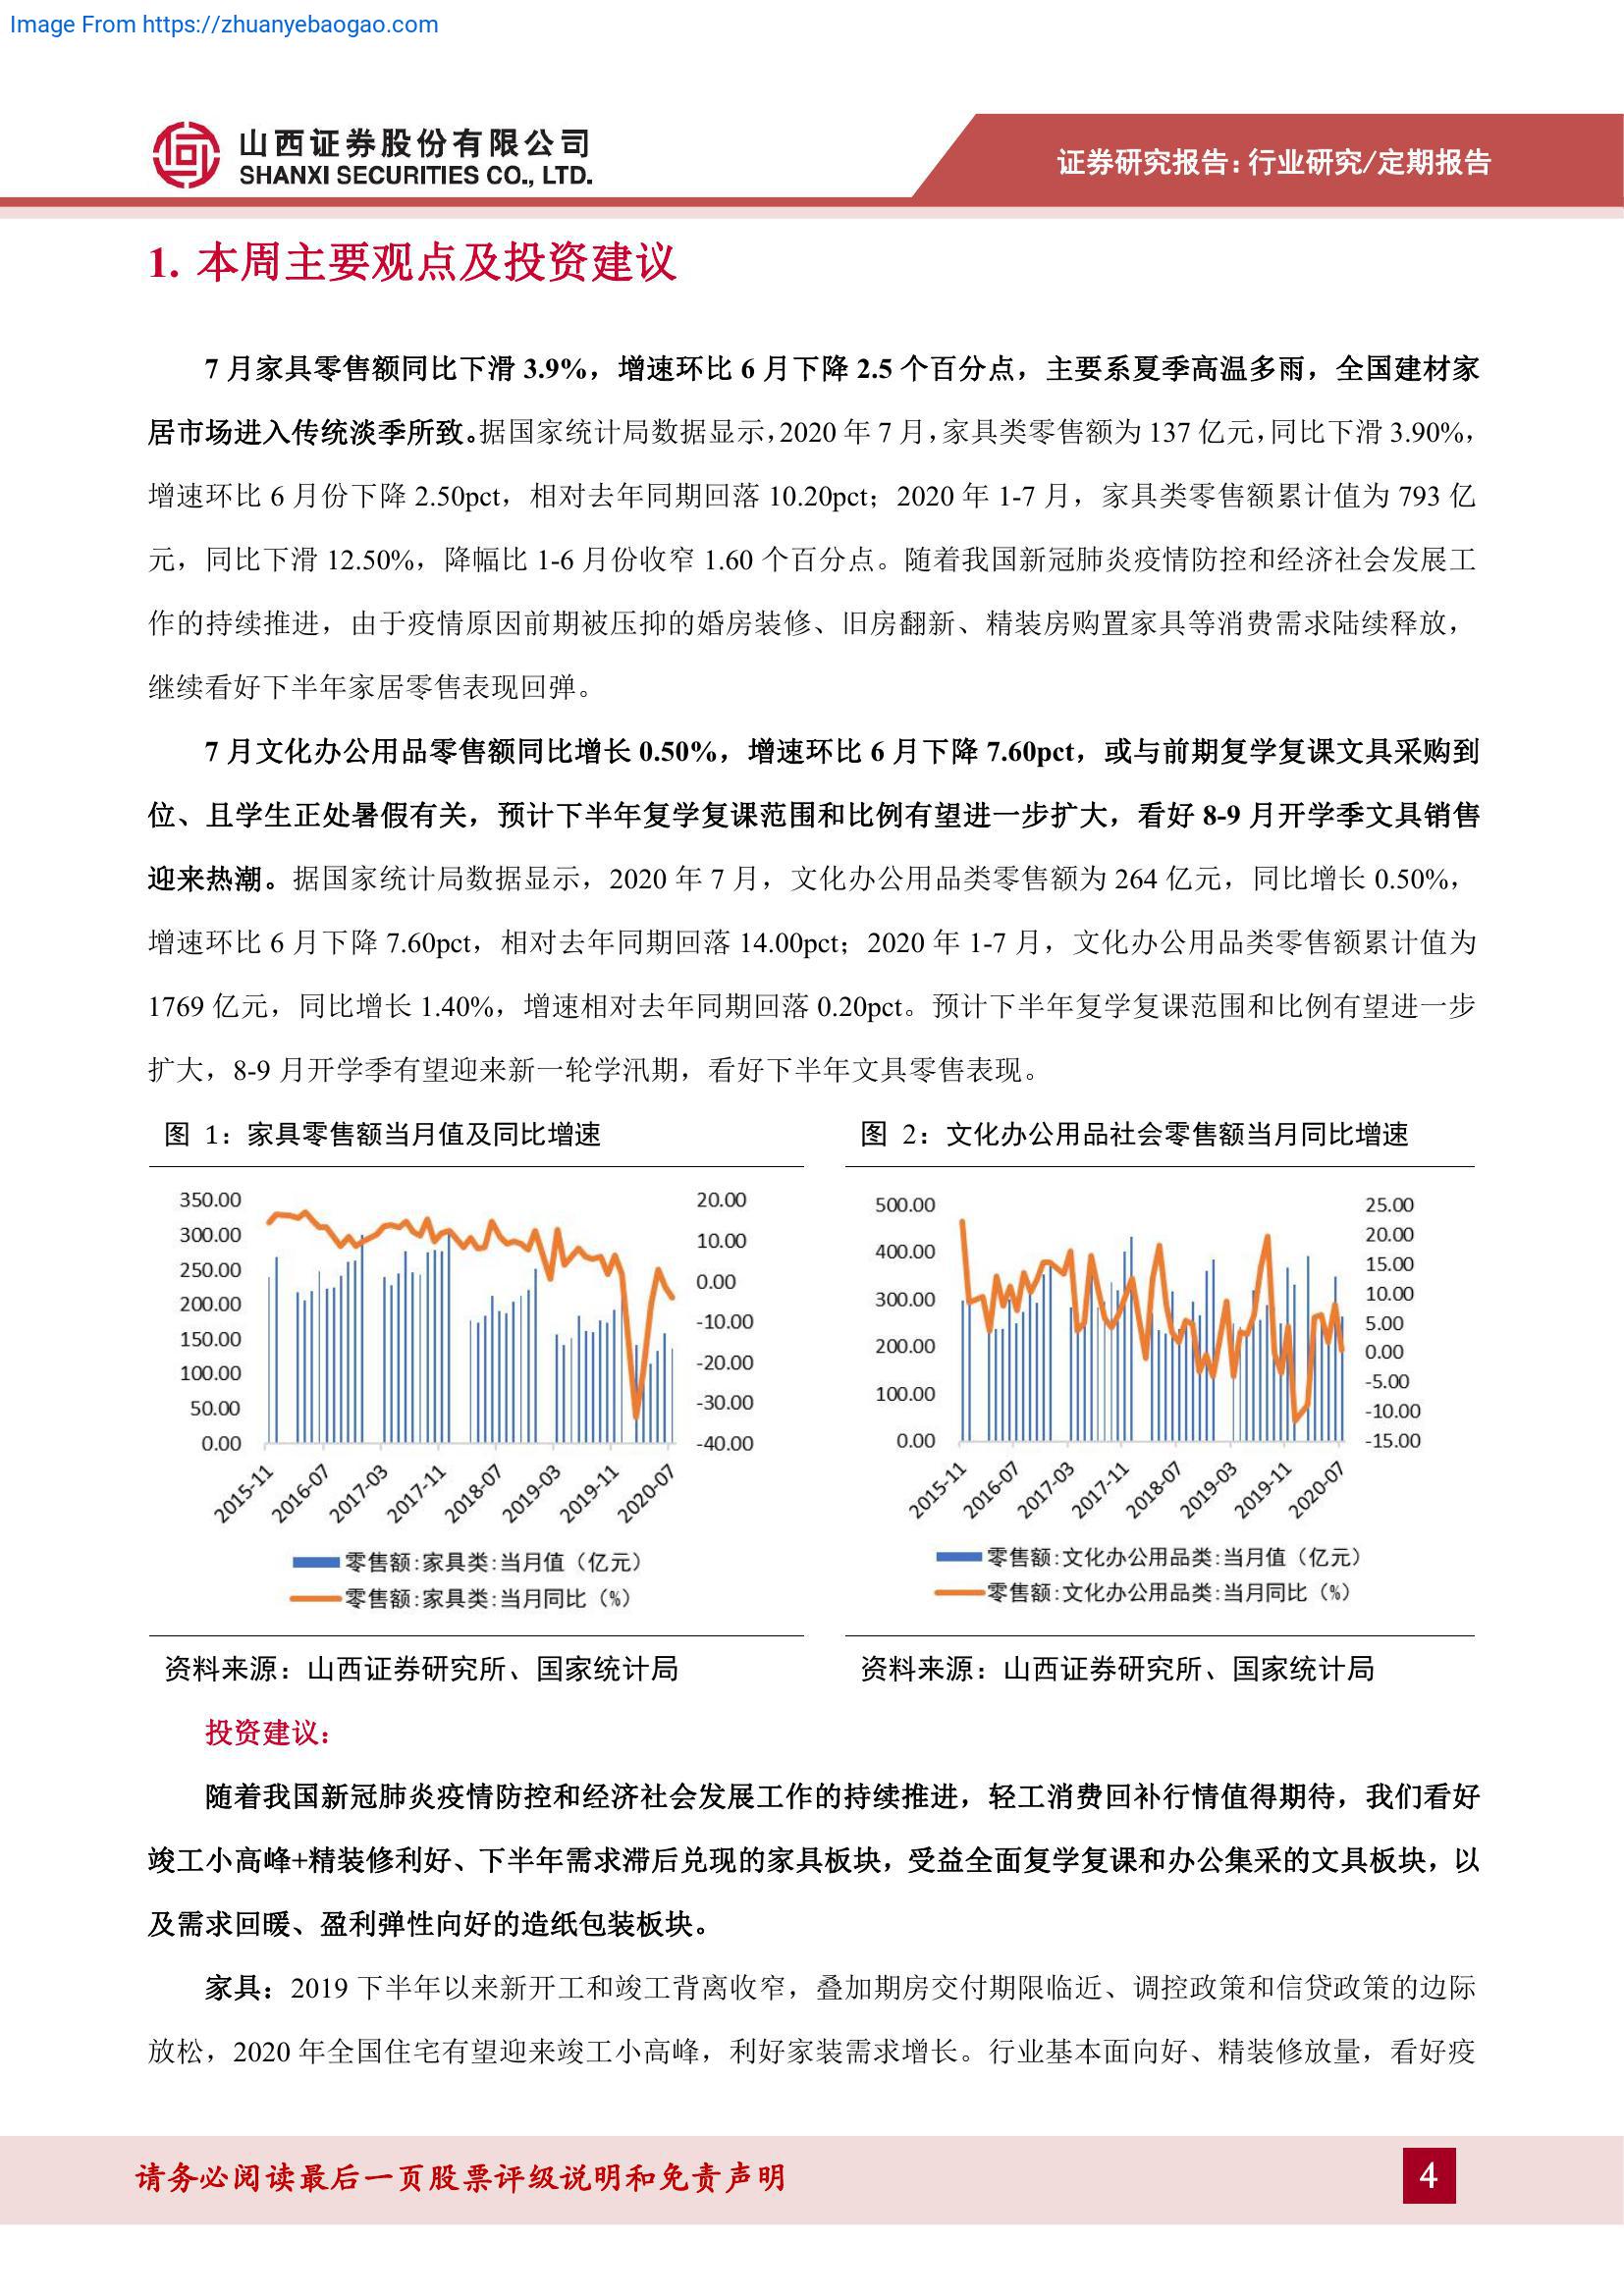 Image From https://zhuanyebaogao.com
山西证券股份有限公司
SHANXI SECURITIES CO., LTD.
证券研究报告：行业研究/定期报告
1. 本周主要观点及投资建议
7 月家具零售额同比下滑 3.9%，增速环比 6 月下降 2.5 个百分点，主要系夏季高温多雨，全国建材家
居市场进入传统淡季所致。据国家统计局数据显示，2020 年 7 月，家具类零售额为 137 亿元，同比下滑 3.90%，
增速环比 6 月份下降 2.50pct，相对去年同期回落 10.20pct；2020 年 1-7 月，家具类零售额累计值为 793 亿
元，同比下滑 12.50%，降幅比 1-6 月份收窄 1.60 个百分点。随着我国新冠肺炎疫情防控和经济社会发展工
作的持续推进，由于疫情原因前期被压抑的婚房装修、旧房翻新、精装房购置家具等消费需求陆续释放，
继续看好下半年家居零售表现回弹。
7 月文化办公用品零售额同比增长 0.50%，增速环比 6 月下降 7.60pct，或与前期复学复课文具采购到
位、且学生正处暑假有关，预计下半年复学复课范围和比例有望进一步扩大，看好 8-9 月开学季文具销售
迎来热潮。据国家统计局数据显示，2020 年 7 月，文化办公用品类零售额为 264 亿元，同比增长 0.50%，
增速环比 6 月下降 7.60pct，相对去年同期回落 14.00pct；2020 年 1-7 月，文化办公用品类零售额累计值为
1769 亿元，同比增长 1.40%，增速相对去年同期回落 0.20pct。预计下半年复学复课范围和比例有望进一步
扩大，8-9 月开学季有望迎来新一轮学汛期，看好下半年文具零售表现。
图 1：家具零售额当月值及同比增速
350.00
300.00
250.00
200.00
150.00
100.00
50.00
0.00
20.00
10.00
0.00
-10.00
-20.00
-30.00
-40.00
2015-11
2016-07
2017-03
2017-11
2018-07
2019-03
2019-11
2020-07
零售额:家具类:当月值（亿元）
零售额:家具类:当月同比（%）
资料来源：山西证券研究所、国家统计局
图 2：文化办公用品社会零售额当月同比增速
500.00
400.00
300.00
200.00
100.00
0.00
25.00
20.00
15.00
10.00
5.00
0.00
-5.00
-10.00
-15.00
2015-11
2016-07
2017-03
2017-11
2018-07
2019-03
2019-11
2020-07
零售额:文化办公用品类:当月值（亿元）
零售额:文化办公用品类:当月同比（%）
资料来源：山西证券研究所、国家统计局
投资建议：
随着我国新冠肺炎疫情防控和经济社会发展工作的持续推进，轻工消费回补行情值得期待，我们看好
竣工小高峰+精装修利好、下半年需求滞后兑现的家具板块，受益全面复学复课和办公集采的文具板块，以
及需求回暖、盈利弹性向好的造纸包装板块。
家具：2019 下半年以来新开工和竣工背离收窄，叠加期房交付期限临近、调控政策和信贷政策的边际
放松，2020 年全国住宅有望迎来竣工小高峰，利好家装需求增长。行业基本面向好、精装修放量，看好疫
请务必阅读最后一页股票评级说明和免责声明
4